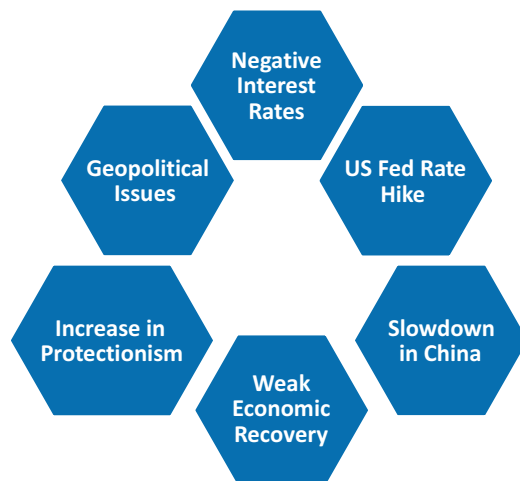 Negative
Interest
Rates
Geopolitical
Issues
US Fed Rate
Hike
Increase in
Protectionism
Slowdown
in China
Weak
Economic
Recovery